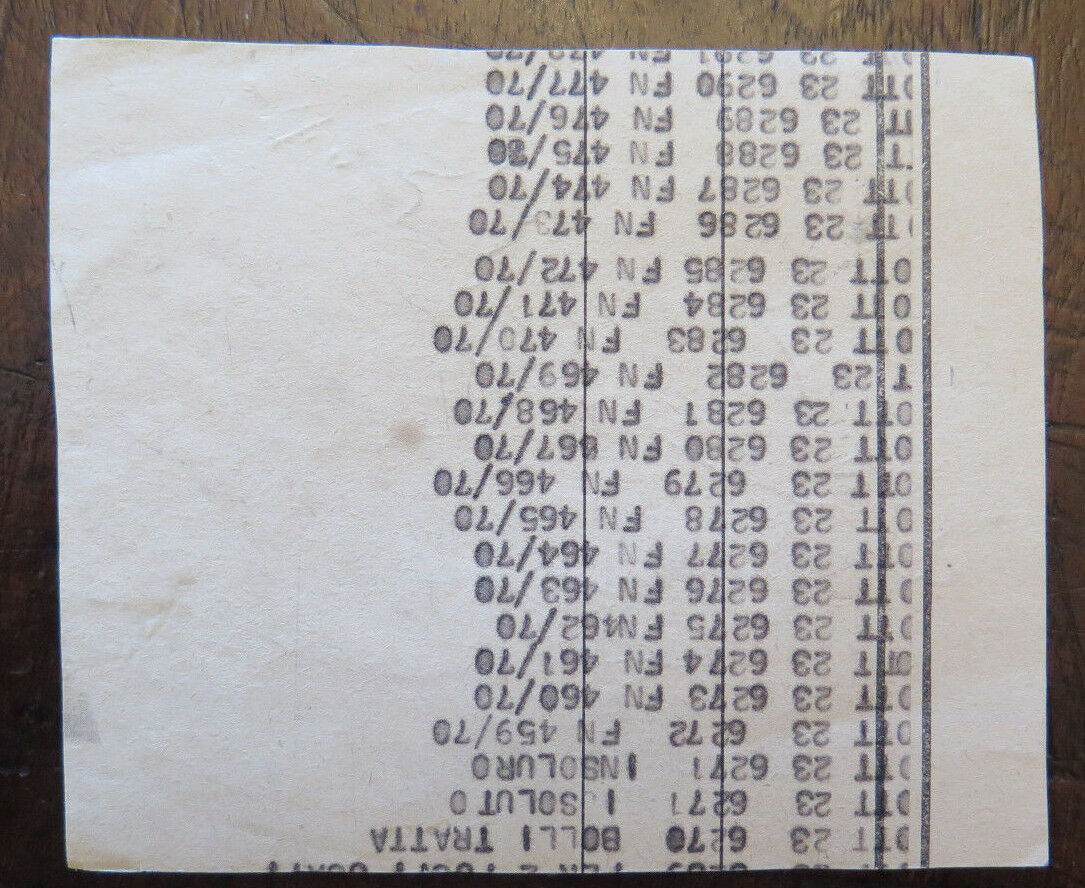 OTT 23 6270 BOLLI TRATTA
OTT 23 6271 I SOLUTO
OTT 23 6271 INSOLURO
OTT 23 6272 FN 459/70
OTT 23 6273 FN 460/70
OTT 23 6274 FN 461/70
OTT 23 6275 FN462/70
OTT 23 6276 FN 463/70
OTT 23 6277 FN 464/70
OTT 23 6278 FN 465/70
OTT 23 6279 FN 466/70
OTT 23 6280 FN 667/70
OTT 23 6281 FN 468/70
T 23 6282 FN 469/70
OTT 23 6283 FN 470/70
OTT 23 6284 FN 471/70
OTT 23 6285 FN 472/70
OTT 23 6286 FN 473/70
OTT 23 6287 FN 474/70
TT 23 6288 FN 475/70
TT 23 6289 FN 476/70
OTT 23 6290 FN 477/70